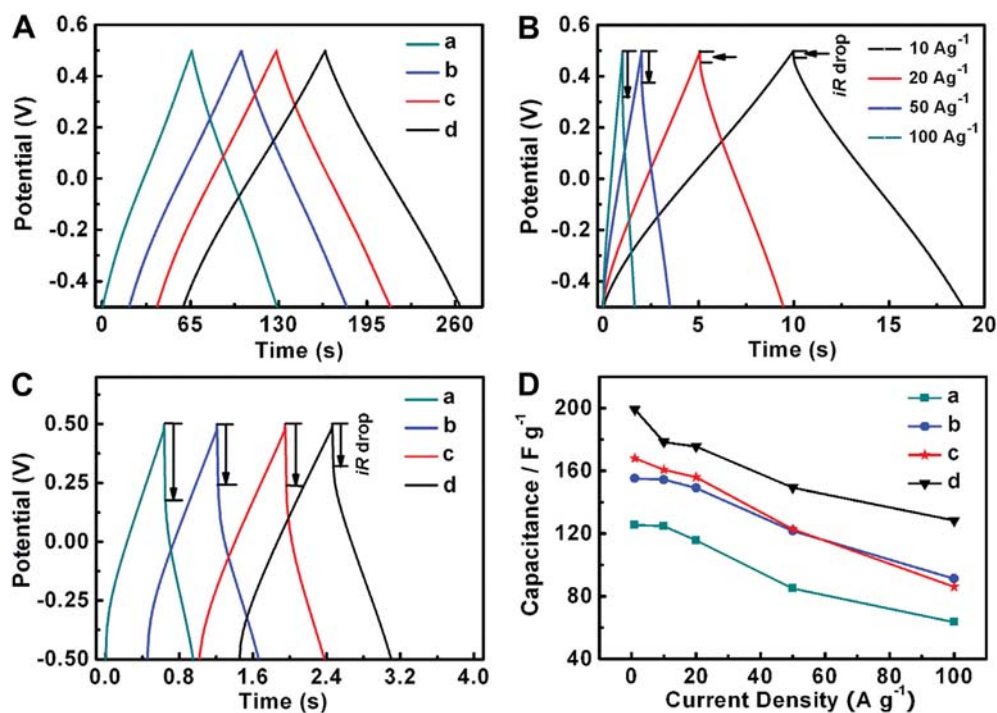 A
Potential (V)
0.6
0.4
0.2
0.0
-0.2
-0.4
0
65
130
195
260
Time (s)
a
b
c
d
B
Potential (V)
0.6
0.4
0.2
0.0
-0.2
-0.4
0
5
10
15
20
Time (s)
iR drop
10 Ag-1
20 Ag-1
50 Ag-1
100 Ag-1
C
Potential (V)
0.50
0.25
0.00
-0.25
-0.50
0.0
0.8
1.6
2.4
3.2
4.0
Time (s)
iR drop
a
b
c
d
D
Capacitance / F g-1
200
160
120
80
40
0
20
40
60
80
100
Current Density (A g-1)
a
b
c
d